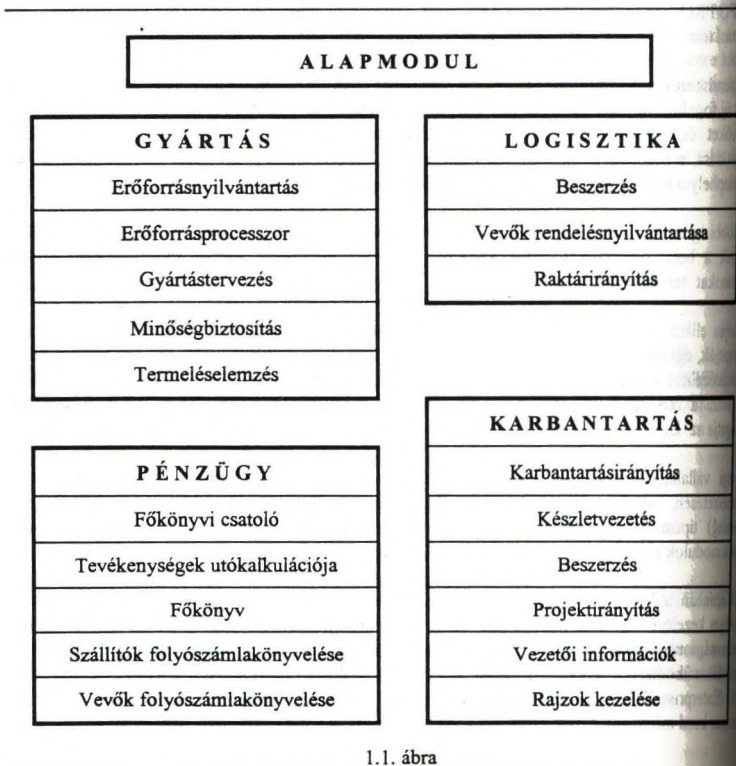 ALAPMODUL
GYÁRTÁS
Erőforrásnyilvántartás
Erőforrásprocesszor
Gyártástervezés
Minőségbiztosítás
Termeléselemzés
LOGISZTIKA
Beszerzés
Vevők rendelésnyilvántartása
Raktárirányítás
PÉNZÜGY
Főkönyvi csatoló
Tevékenységek utókalkulációja
Főkönyv
Szállítók folyószámlakönyvelése
Vevők folyószámlakönyvelése
KARBANTARTÁS
Karbantartásirányítás
Készletvezetés
Beszerzés
Projektirányítás
Vezetői információk
Rajzok kezelése
1.1. ábra